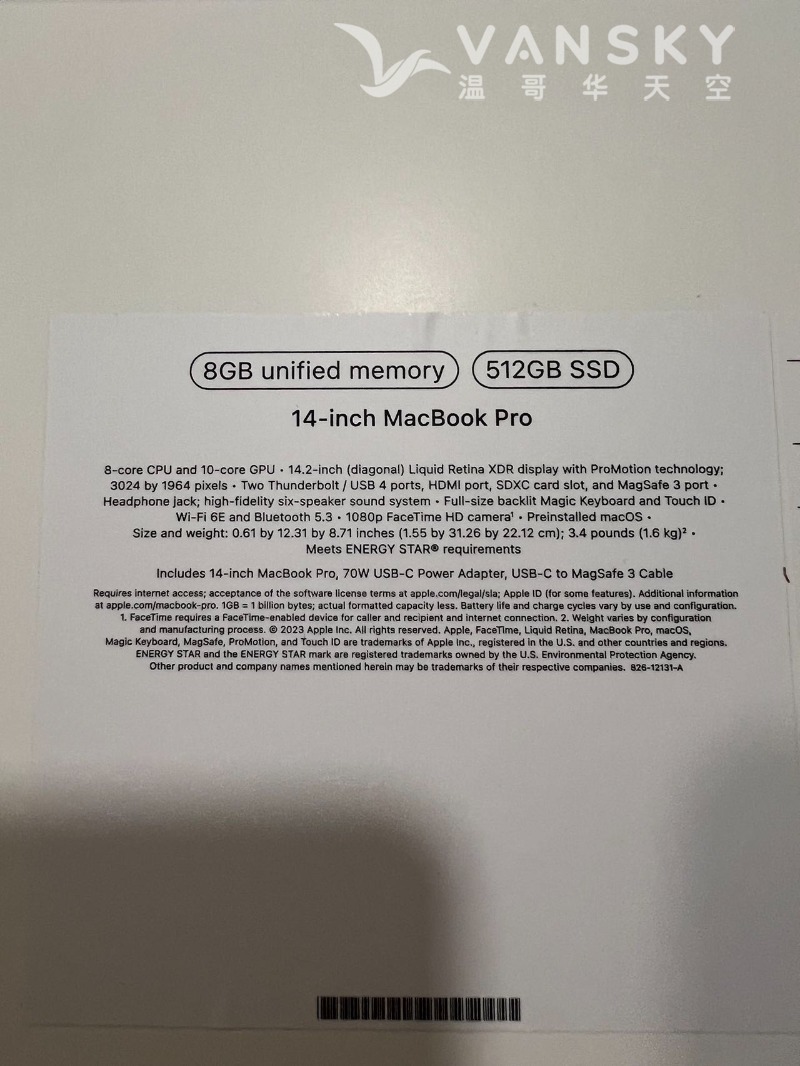 VANSKY
温哥华天空
8GB unified memory 512GB SSD
14-inch MacBook Pro
8-core CPU and 10-core GPU • 14.2-inch (diagonal) Liquid Retina XDR display with ProMotion technology;
3024 by 1964 pixels • Two Thunderbolt / USB 4 ports, HDMI port, SDXC card slot, and MagSafe 3 port •
Headphone jack; high-fidelity six-speaker sound system • Full-size backlit Magic Keyboard and Touch ID •
Wi-Fi 6E and Bluetooth 5.3 • 1080p FaceTime HD camera¹ • Preinstalled macOS •
Size and weight: 0.61 by 12.31 by 8.71 inches (1.55 by 31.26 by 22.12 cm); 3.4 pounds (1.6 kg)² •
Meets ENERGY STAR® requirements
Includes 14-inch MacBook Pro, 70W USB-C Power Adapter, USB-C to MagSafe 3 Cable
Requires internet access; acceptance of the software license terms at apple.com/legal/sla; Apple ID (for some features). Additional information
at apple.com/macbook-pro. 1GB = 1 billion bytes; actual formatted capacity less. Battery life and charge cycles vary by use and configuration.
1. FaceTime requires a FaceTime-enabled device for caller and recipient and internet connection. 2. Weight varies by configuration
and manufacturing process. © 2023 Apple Inc. All rights reserved. Apple, FaceTime, Liquid Retina, MacBook Pro, macOS,
Magic Keyboard, MagSafe, ProMotion, and Touch ID are trademarks of Apple Inc., registered in the U.S. and other countries and regions.
ENERGY STAR and the ENERGY STAR mark are registered trademarks owned by the U.S. Environmental Protection Agency.
Other product and company names mentioned herein may be trademarks of their respective companies. 826-12131-A